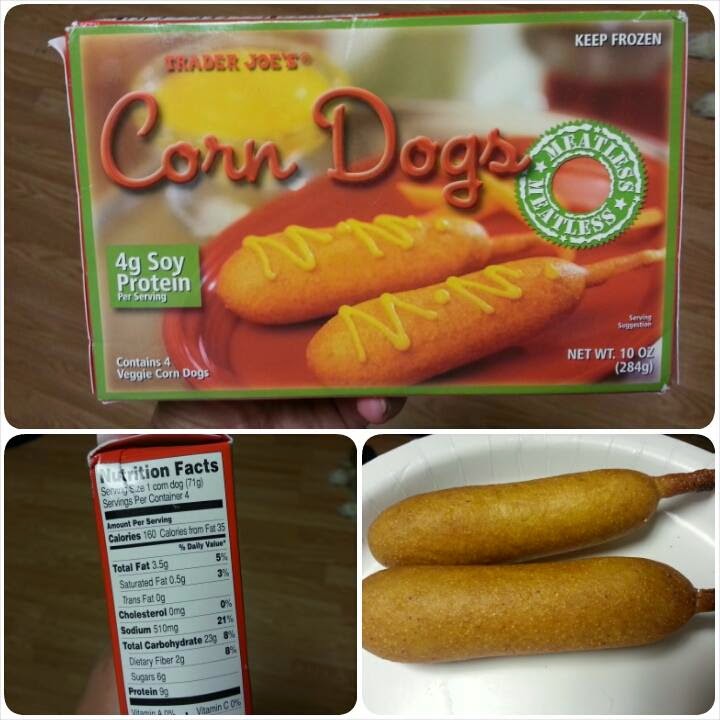 KEEP FROZEN
TRADER JOE'S®
Corn Dogs
MEATLESS ★ MEATLESS ★
4g Soy
Protein
Per Serving
Serving
Suggestion
Contains 4
Veggie Corn Dogs
NET WT. 10 OZ
(284g)
Nutrition Facts
Serving Size 1 corn dog (71g)
Servings Per Container 4
Amount Per Serving
Calories 160 Calories from Fat 35
% Daily Value*
Total Fat 3.5g 5%
Saturated Fat 0.5g 3%
Trans Fat 0g
Cholesterol 0mg 0%
Sodium 510mg 21%
Total Carbohydrate 23g 8%
Dietary Fiber 2g 8%
Sugars 6g
Protein 9g
Vitamin A 0% • Vitamin C 0%